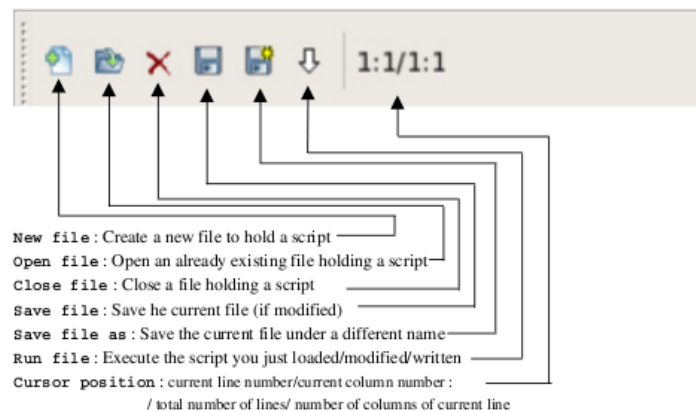 1:1/1:1
New file : Create a new file to hold a script
Open file : Open an already existing file holding a script
Close file : Close a file holding a script
Save file : Save he current file (if modified)
Save file as : Save the current file under a different name
Run file : Execute the script you just loaded/modified/written
Cursor position : current line number/current column number :
/ total number of lines/ number of columns of current line